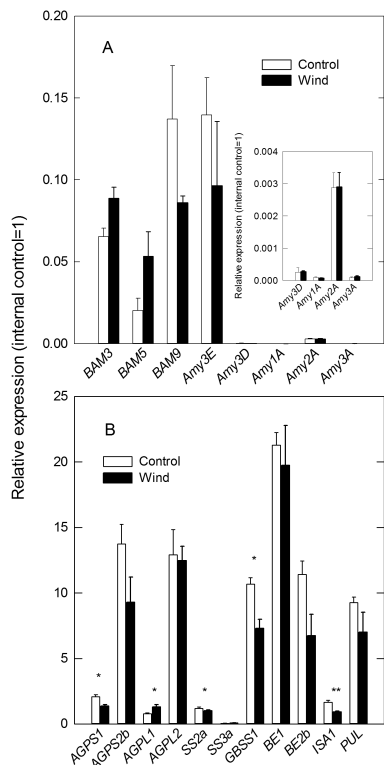 Relative expression (internal control=1)
A
Control
Wind
0.20
0.15
0.10
0.05
0.00
BAM3
BAM5
BAM9
Amy3E
Amy3D
Amy1A
Amy2A
Amy3A
Relative expression (internal control=1)
0.004
0.003
0.002
0.001
0.000
Amy3D
Amy1A
Amy2A
Amy3A
B
Control
Wind
25
20
15
10
5
0
*
*
*
*
**
AGPS1
AGPS2b
AGPL1
AGPL2
SS2a
SS3a
GBSS1
BE1
BE2b
ISA1
PUL